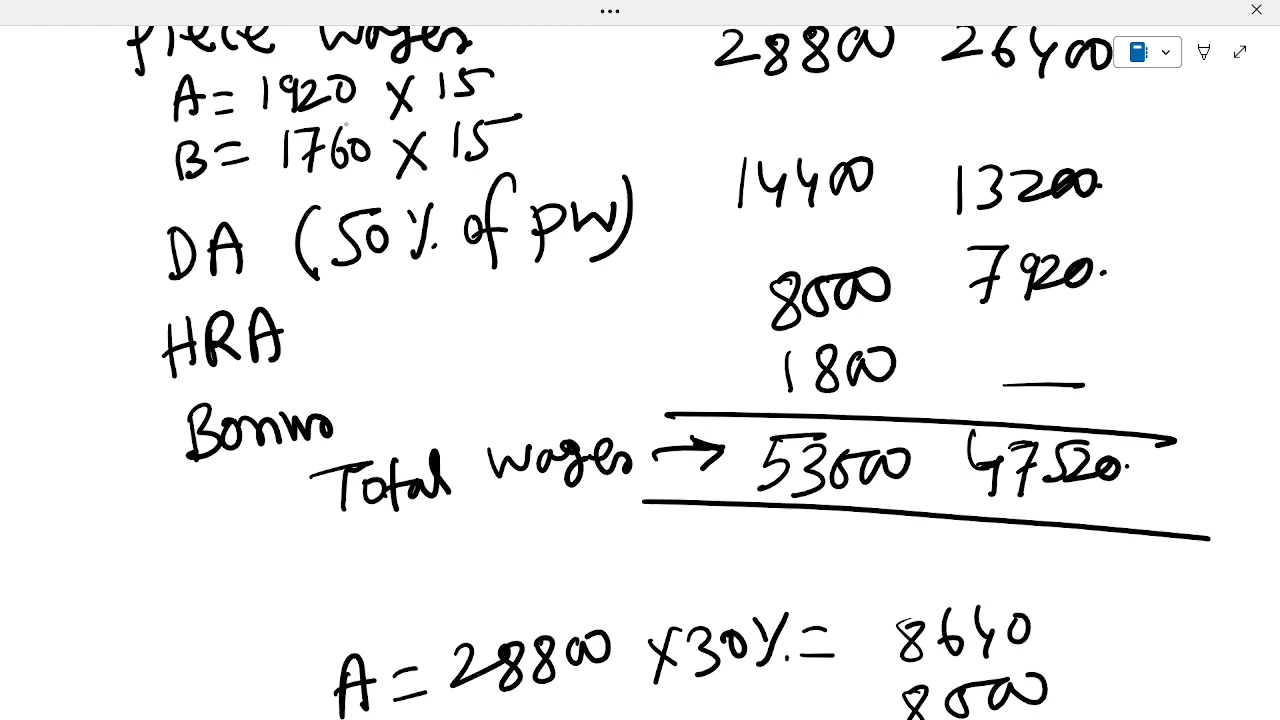 Piece wages 28800 26400
A = 1920 × 15
B = 1760 × 15
DA (50% of PW) 14400 13200
HRA 8000 7920
Bonus 1800 —
Total wages → 53000 47520
A = 28800 × 30% = 8640
8000